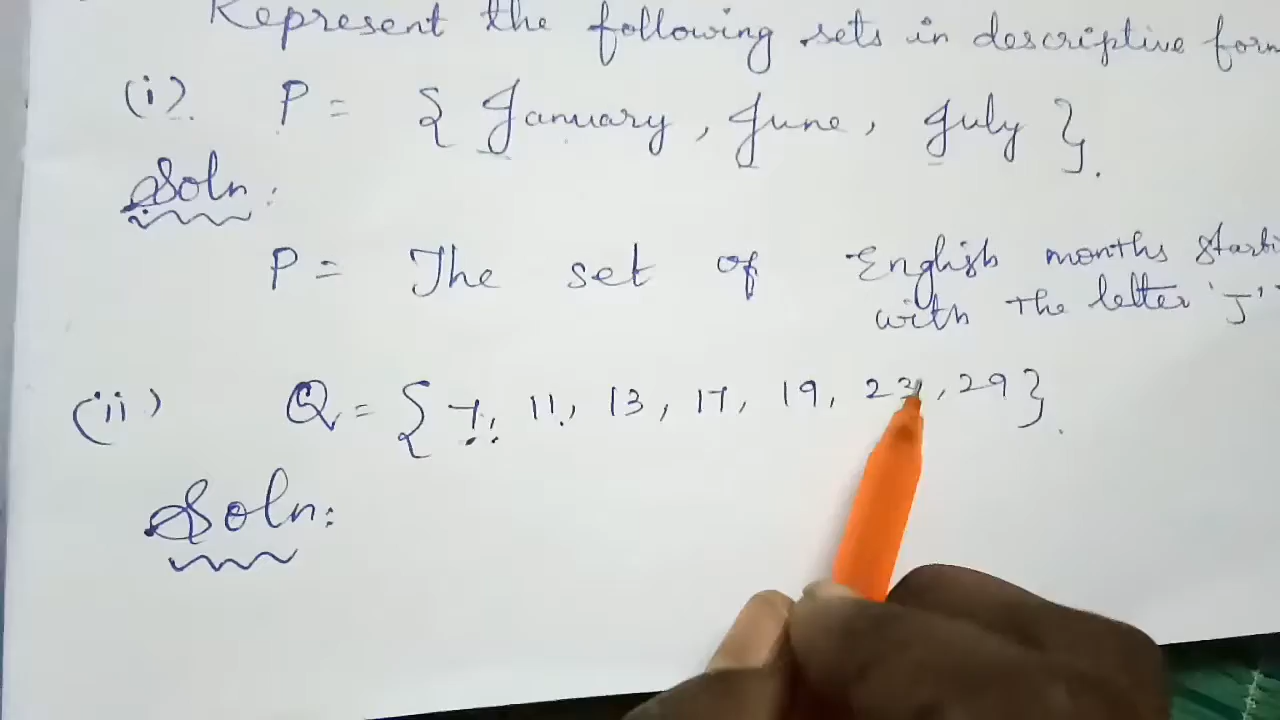 Represent the following sets in descriptive form
(i). P = { January, June, July }.
Soln:
P = The set of English months
with the letter 'J'
(ii) Q = { 7, 11, 13, 17, 19, 23, 29 }.
Soln: